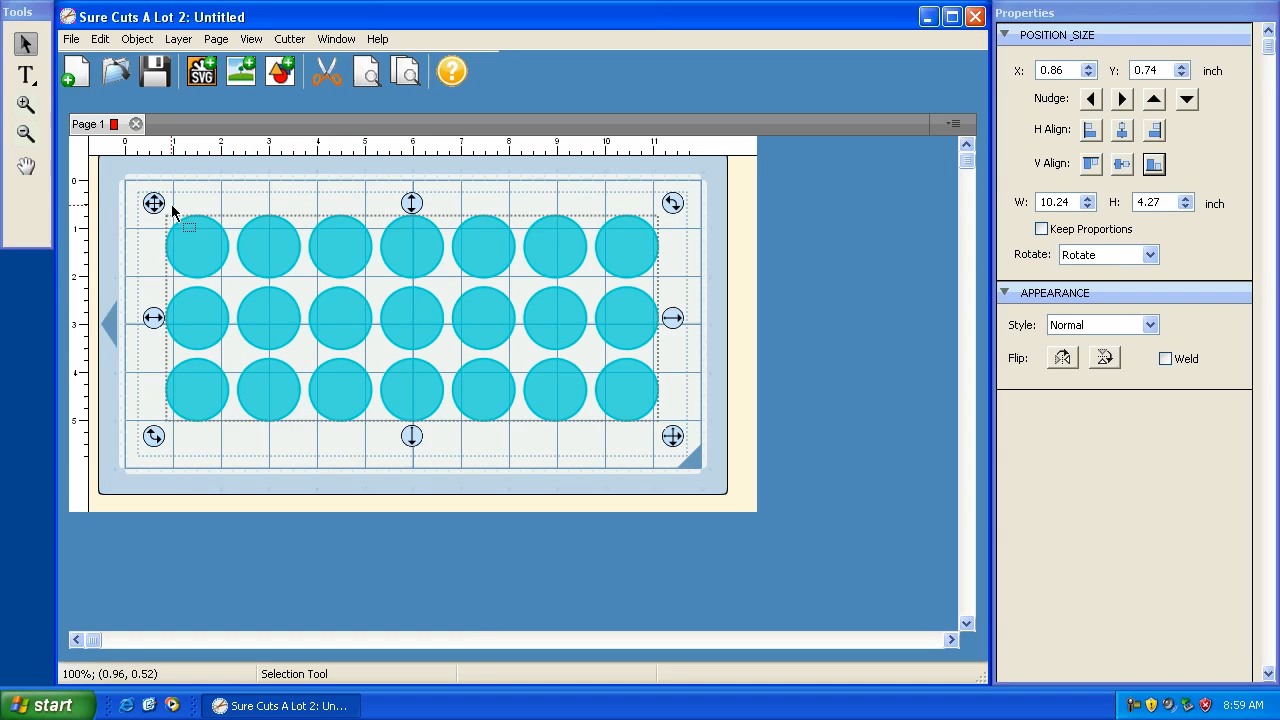 Tools
Sure Cuts A Lot 2: Untitled
Properties
File Edit Object Layer Page View Cutter Window Help
POSITION_SIZE
T
SVG
?
X: 0.86 Y: 0.74 inch
Nudge:
Page 1
H Align:
0 1 2 3 4 5 6 7 8 9 10 11
V Align:
0
1
2
3
4
5
W: 10.24 H: 4.27 inch
Keep Proportions
Rotate: Rotate
APPEARANCE
Style: Normal
Flip: Weld
100%; (0.96, 0.52) Selection Tool
start Sure Cuts A Lot 2: Un... 8:59 AM